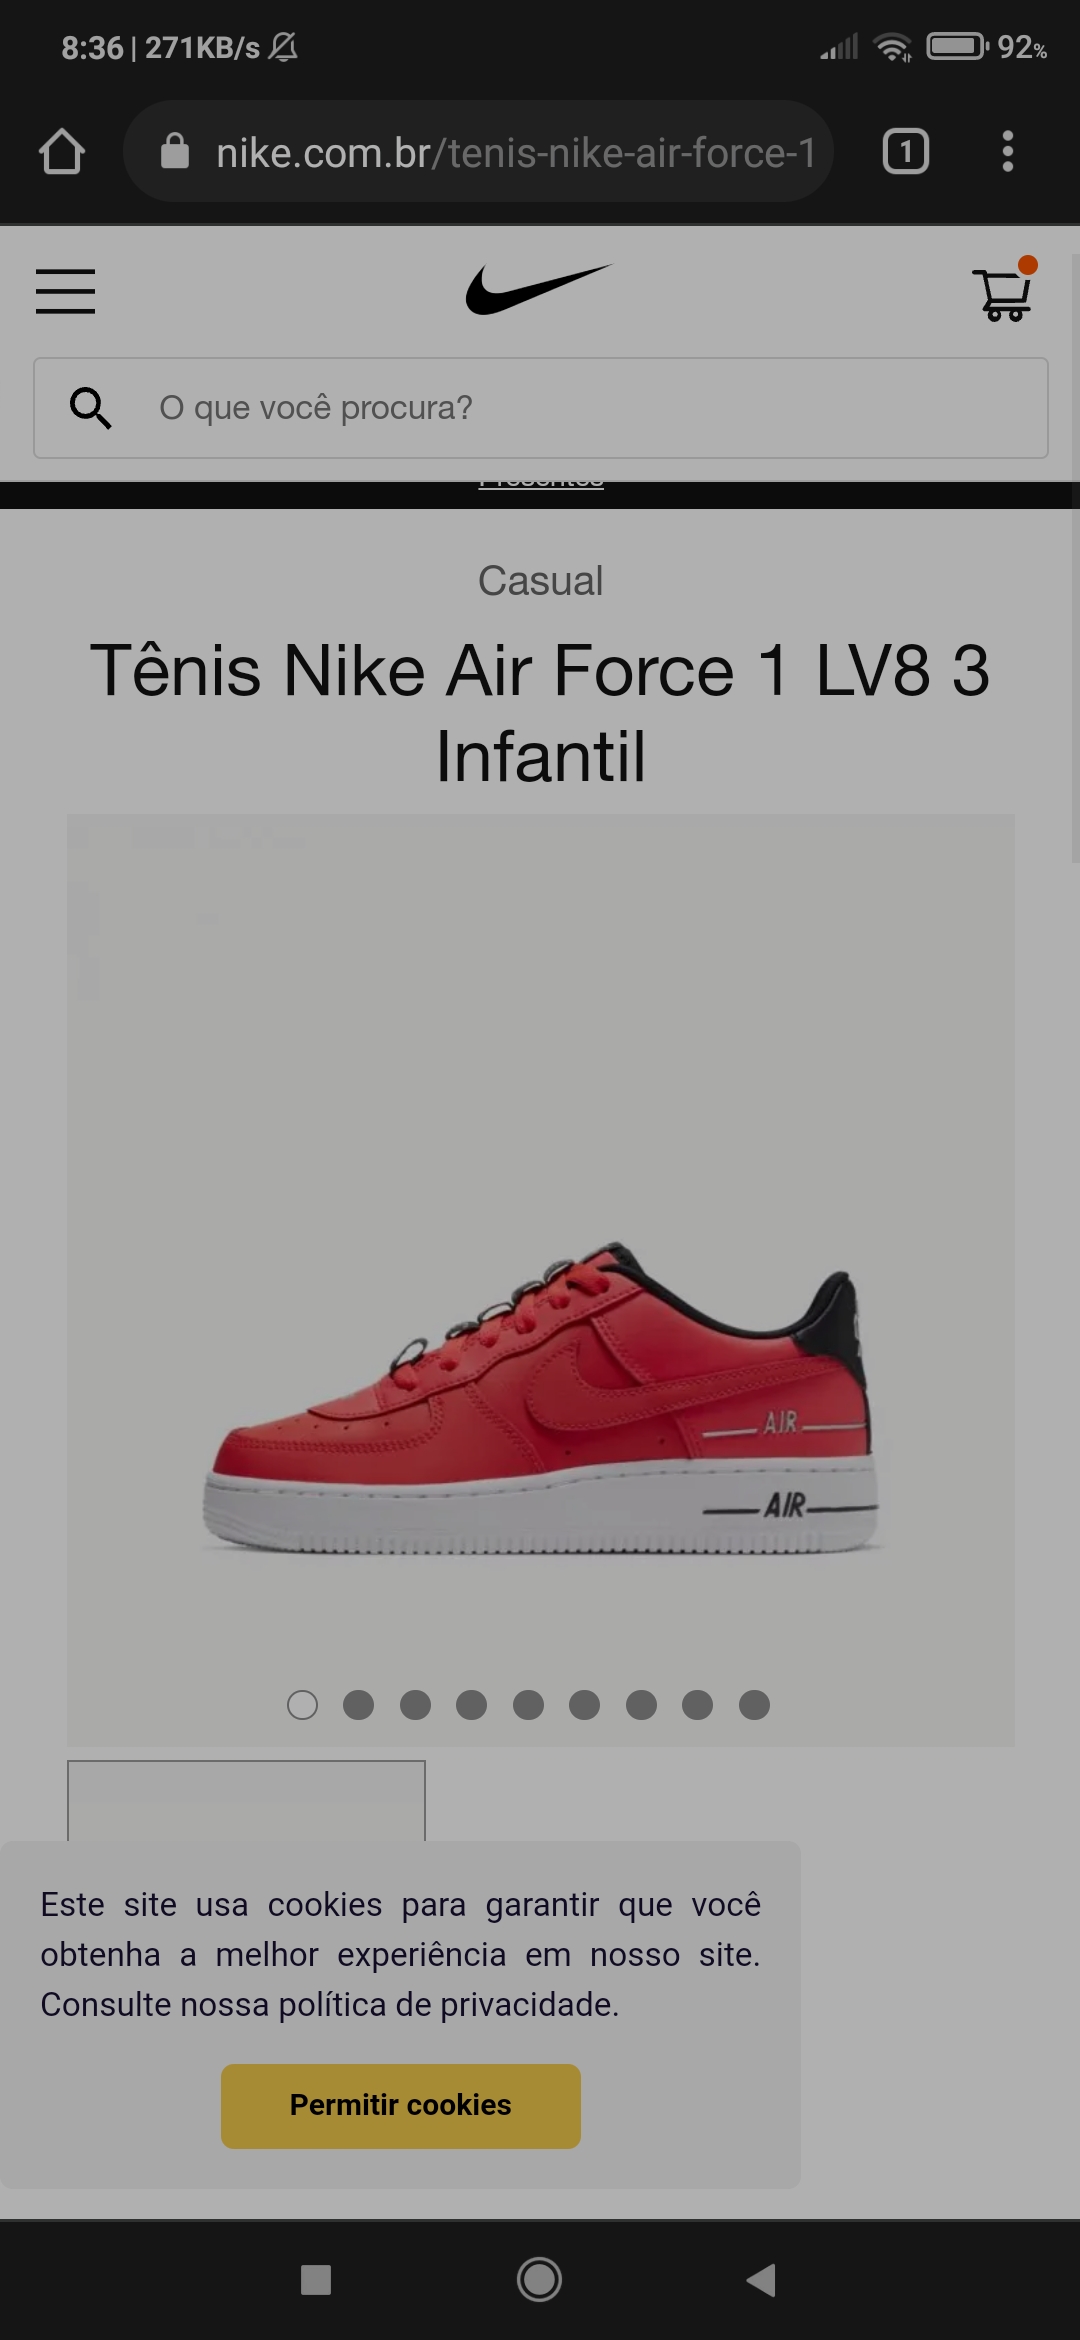 8:36 | 271KB/s 92%
nike.com.br/tenis-nike-air-force-1
1
O que você procura?
Presentes
Casual
Tênis Nike Air Force 1 LV8 3
Infantil
AIR
AIR
Este site usa cookies para garantir que você
obtenha a melhor experiência em nosso site.
Consulte nossa política de privacidade.
Permitir cookies